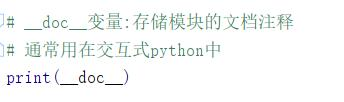 # __doc__变量:存储模块的文档注释
# 通常用在交互式python中
print(__doc__)